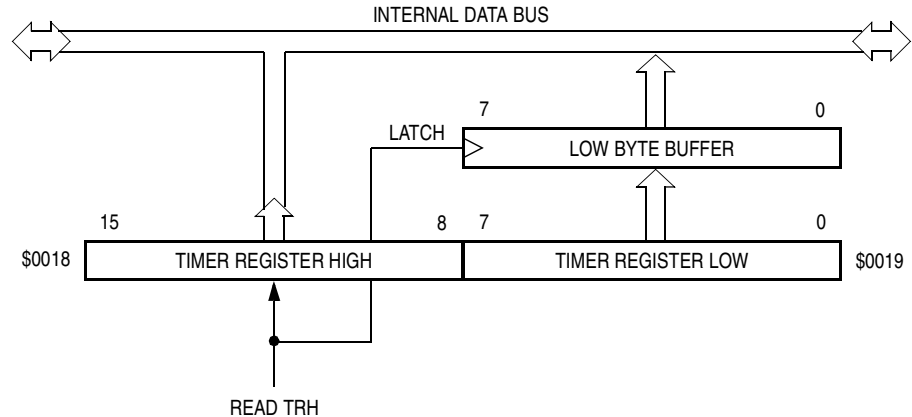 INTERNAL DATA BUS
7 0
LATCH
LOW BYTE BUFFER
15 8 7 0
$0018 TIMER REGISTER HIGH TIMER REGISTER LOW $0019
READ TRH